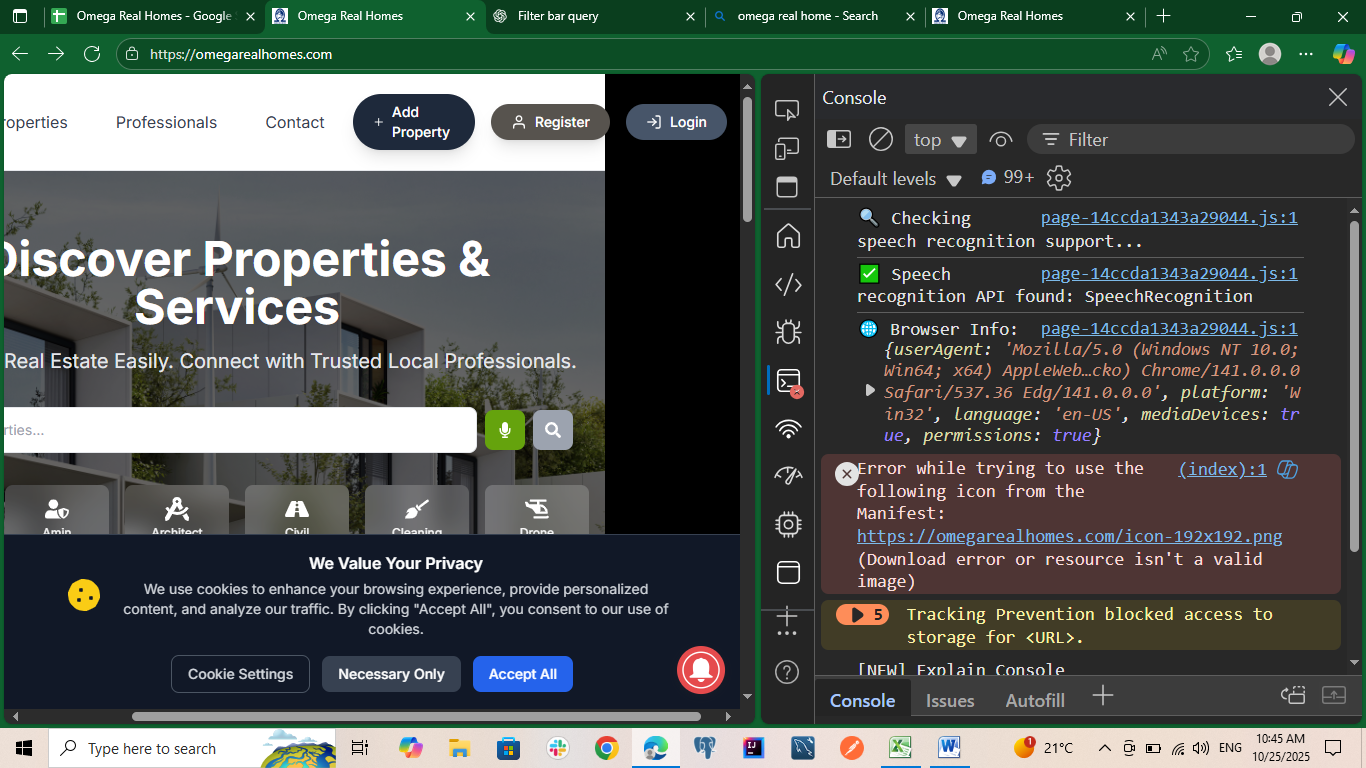 Omega Real Homes - Google
Omega Real Homes
Filter bar query
omega real home - Search
Omega Real Homes
https://omegarealhomes.com
roperties
Professionals
Contact
+ Add
Property
Register
Login
Discover Properties &
Services
Real Estate Easily. Connect with Trusted Local Professionals.
rties...
Amin
Architect
Civil
Cleaning
Drone
We Value Your Privacy
We use cookies to enhance your browsing experience, provide personalized
content, and analyze our traffic. By clicking "Accept All", you consent to our use of
cookies.
Cookie Settings
Necessary Only
Accept All
Console
top
Filter
Default levels
99+
Checking page-14ccda1343a29044.js:1
speech recognition support...
Speech page-14ccda1343a29044.js:1
recognition API found: SpeechRecognition
Browser Info: page-14ccda1343a29044.js:1
{userAgent: 'Mozilla/5.0 (Windows NT 10.0;
Win64; x64) AppleWeb…cko) Chrome/141.0.0.0
Safari/537.36 Edg/141.0.0.0', platform: 'W
in32', language: 'en-US', mediaDevices: tr
ue, permissions: true}
Error while trying to use the (index):1
following icon from the
Manifest:
https://omegarealhomes.com/icon-192x192.png
(Download error or resource isn't a valid
image)
5 Tracking Prevention blocked access to
storage for <URL>.
[NEW] Explain Console
Console
Issues
Autofill
Type here to search
1
21°C
ENG
10:45 AM
10/25/2025